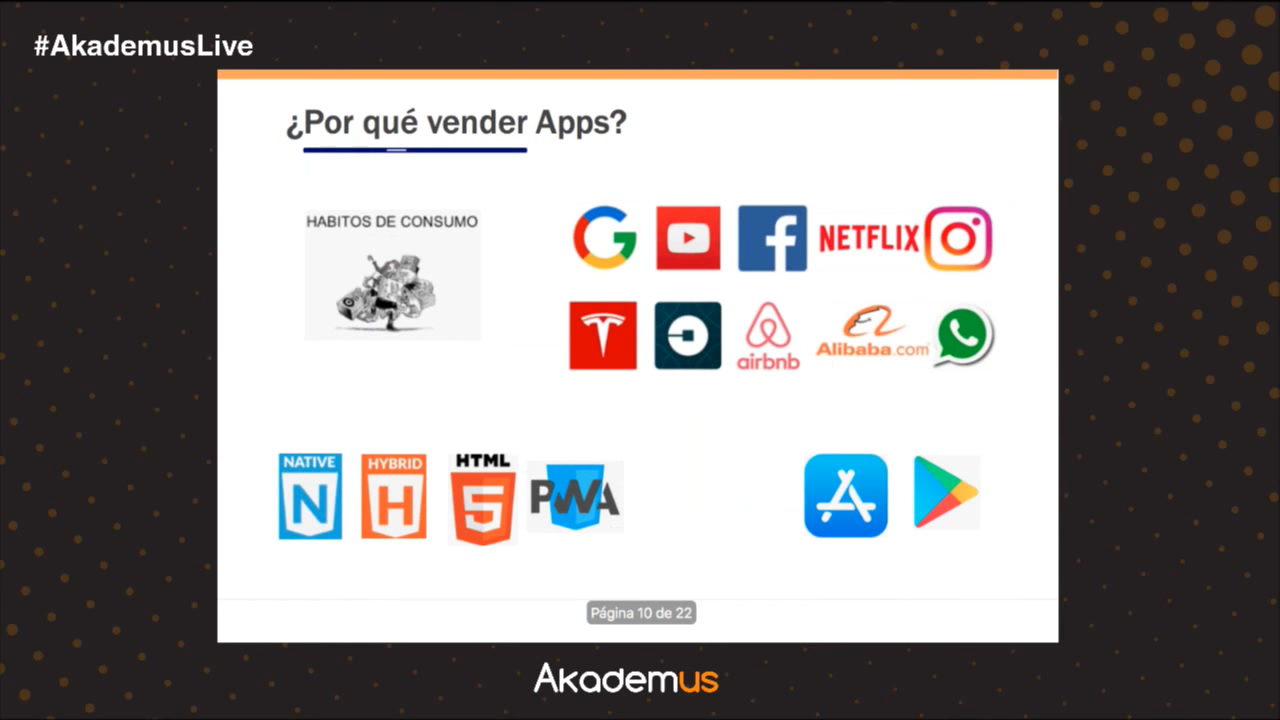 #AkademusLive
¿Por qué vender Apps?
HABITOS DE CONSUMO
G
f
NETFLIX
T
airbnb
Alibaba.com
NATIVE
N
HYBRID
H
HTML
5
PWA
Página 10 de 22
Akademus